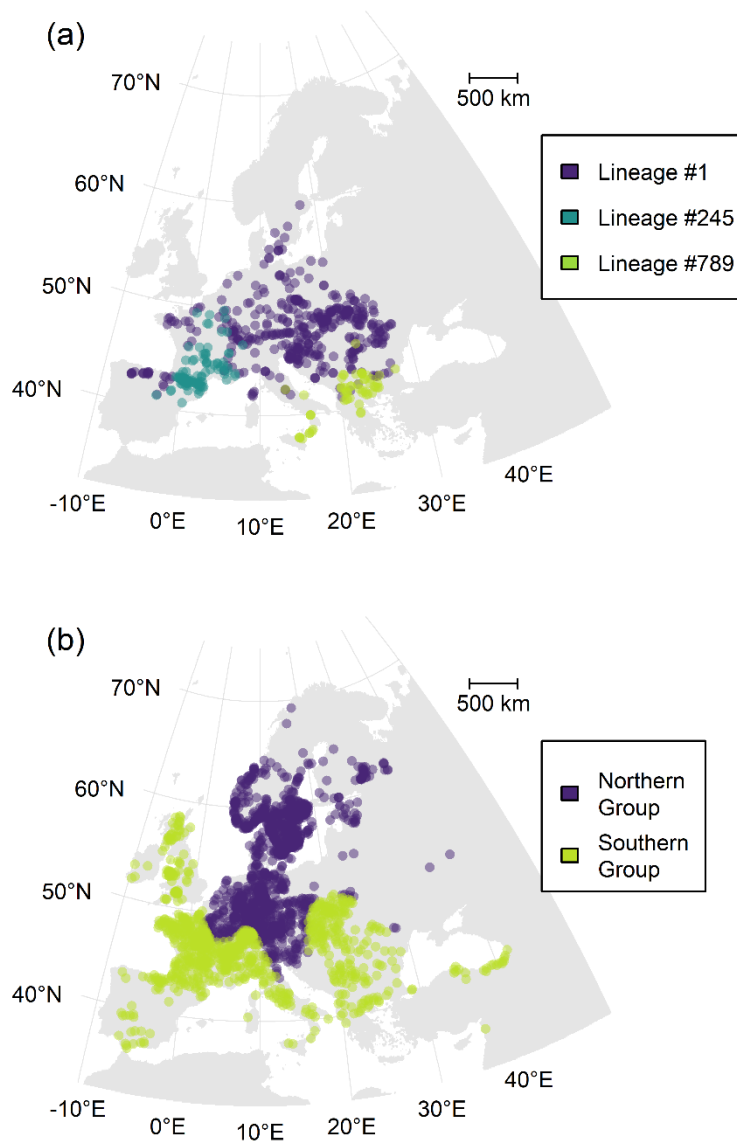 (a)
70°N
500 km
60°N
Lineage #1
Lineage #245
50°N
Lineage #789
40°N
40°E
-10°E
30°E
0°E
20°E
10°E
(b)
70°N
500 km
60°N
Northern
Group
Southern
Group
50°N
40°N
40°E
-10°E
30°E
0°E
20°E
10°E